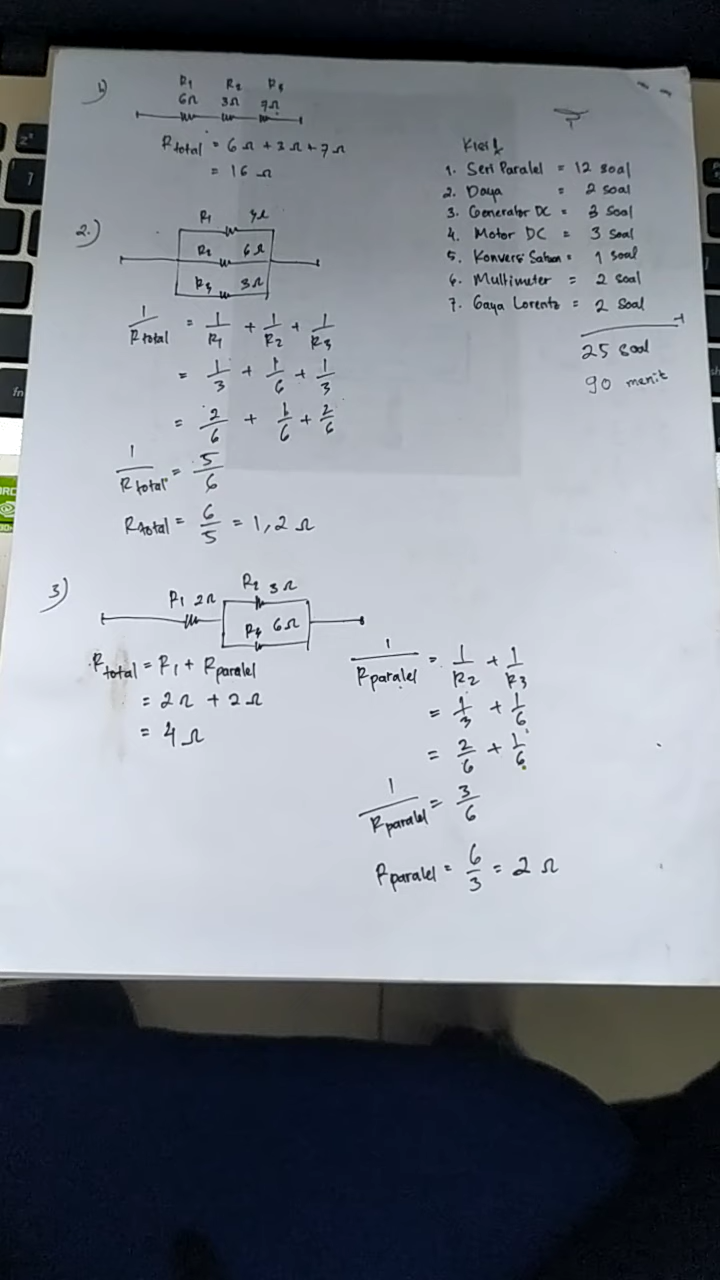 1)
R1 R2 R3
6Ω 3Ω 7Ω
Rtotal = 6Ω + 3Ω + 7Ω
= 16 Ω
2.)
R1
R2 6Ω
R3 3Ω
1/Rtotal = 1/R1 + 1/R2 + 1/R3
= 1/3 + 1/6 + 1/3
= 2/6 + 1/6 + 2/6
1/Rtotal = 5/6
Rtotal = 6/5 = 1,2 Ω
3)
R1 2Ω
R2 3Ω
R3 6Ω
Rtotal = R1 + Rparalel
= 2Ω + 2Ω
= 4Ω
1/Rparalel = 1/R2 + 1/R3
= 1/3 + 1/6
= 2/6 + 1/6
1/Rparalel = 3/6
Rparalel = 6/3 = 2 Ω
1. Seri Paralel = 12 soal
2. Daya = 2 soal
3. Generator DC = 3 soal
4. Motor DC = 3 soal
5. Konversi Satuan = 1 soal
6. Multimeter = 2 soal
7. Gaya Lorentz = 2 soal
+
25 soal
90 menit
fn